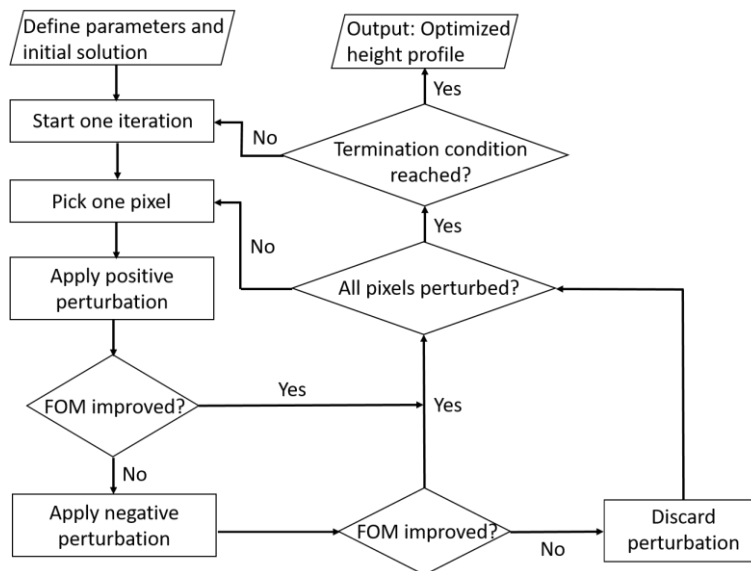 Define parameters and
initial solution
Output: Optimized
height profile
Yes
Start one iteration
No
Termination condition
reached?
Pick one pixel
Yes
No
Apply positive
perturbation
All pixels perturbed?
FOM improved?
Yes
Yes
No
Apply negative
perturbation
FOM improved?
No
Discard
perturbation